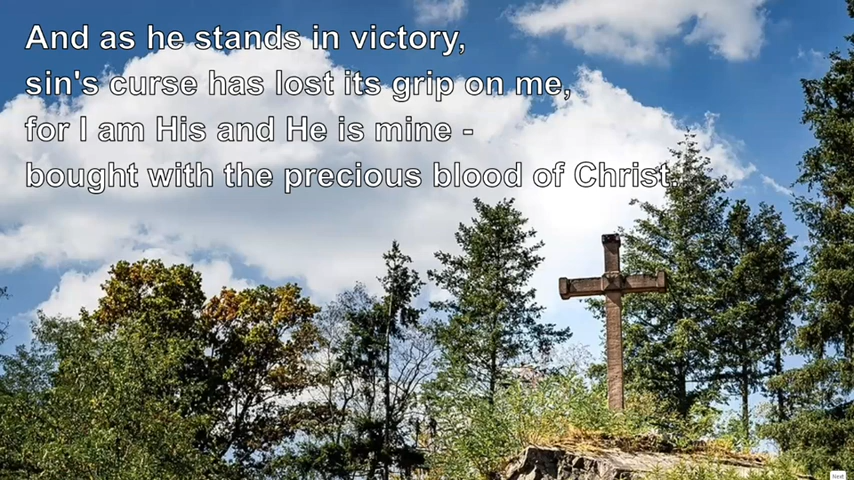 And as he stands in victory,
sin's curse has lost its grip on me,
for I am His and He is mine -
bought with the precious blood of Christ.
Next